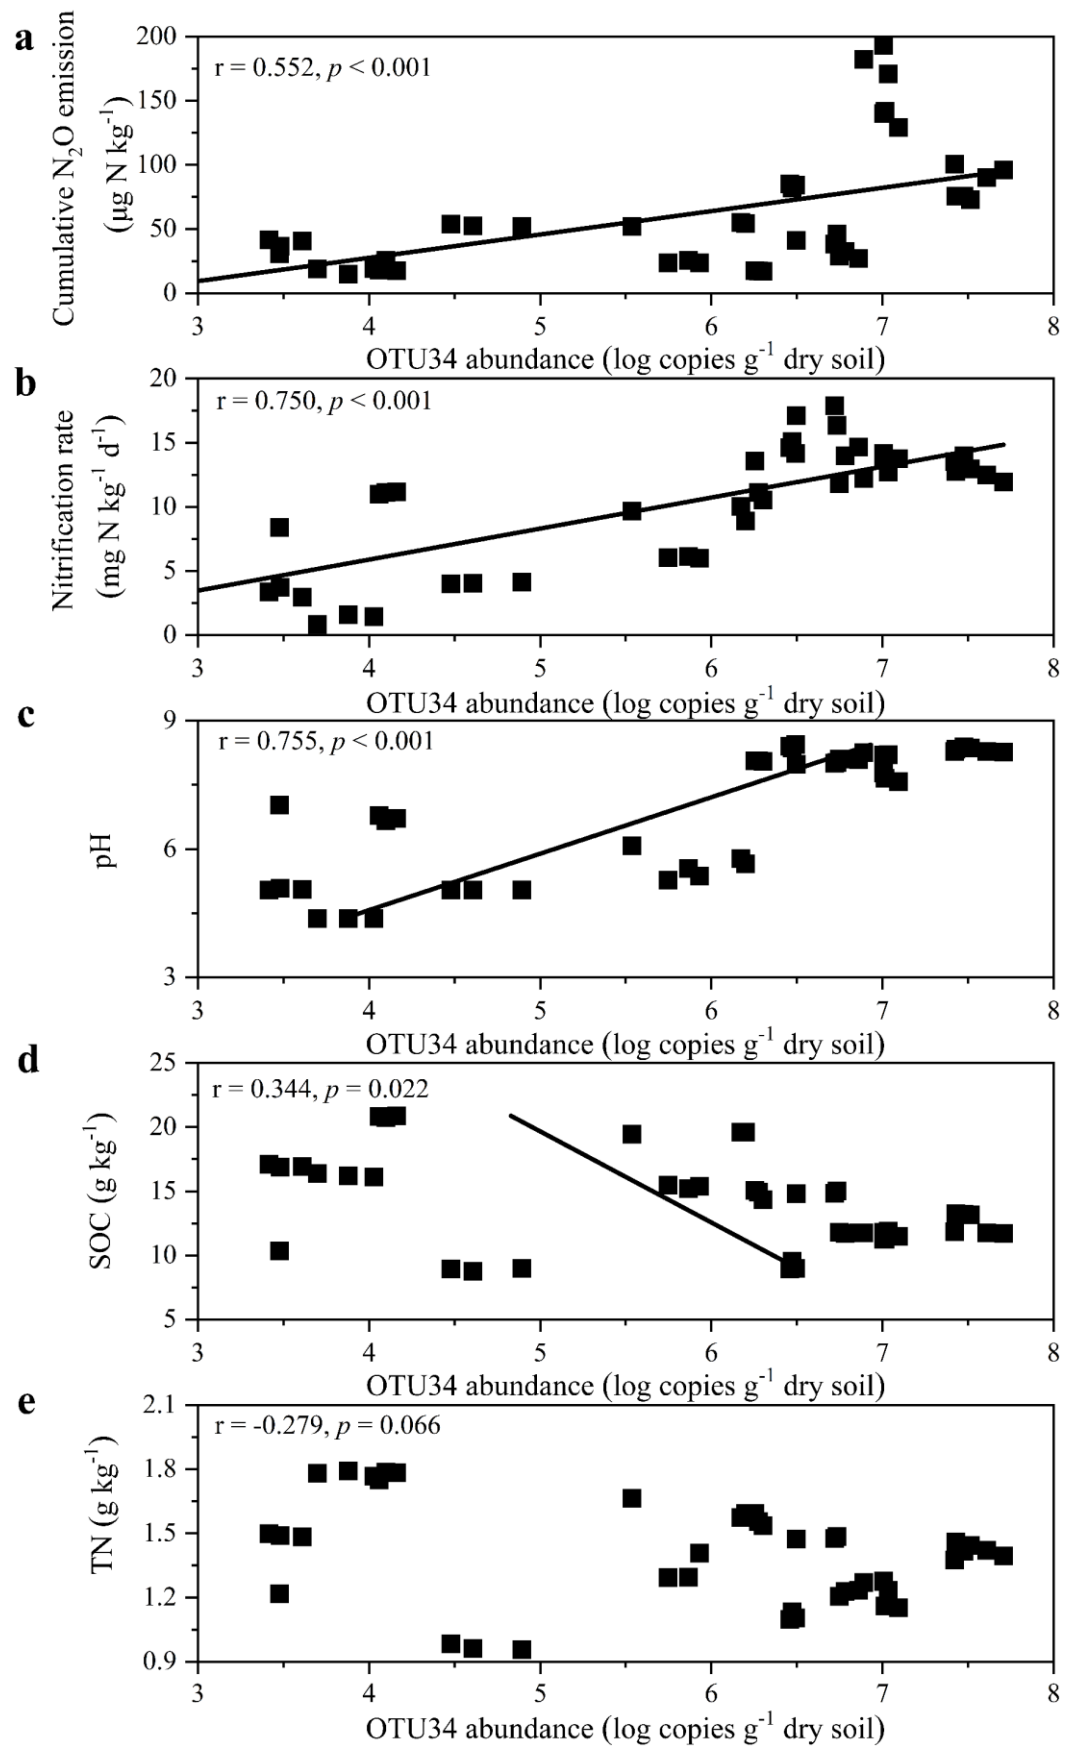 a
Cumulative N₂O emission
(μg N kg⁻¹)
200
150
100
50
0
r = 0.552, p < 0.001
3 4 5 6 7 8
OTU34 abundance (log copies g⁻¹ dry soil)
b
Nitrification rate
(mg N kg⁻¹ d⁻¹)
20
15
10
5
0
r = 0.750, p < 0.001
3 4 5 6 7 8
OTU34 abundance (log copies g⁻¹ dry soil)
c
pH
9
6
3
r = 0.755, p < 0.001
3 4 5 6 7 8
OTU34 abundance (log copies g⁻¹ dry soil)
d
SOC (g kg⁻¹)
25
20
15
10
5
r = 0.344, p = 0.022
3 4 5 6 7 8
OTU34 abundance (log copies g⁻¹ dry soil)
e
TN (g kg⁻¹)
2.1
1.8
1.5
1.2
0.9
r = -0.279, p = 0.066
3 4 5 6 7 8
OTU34 abundance (log copies g⁻¹ dry soil)